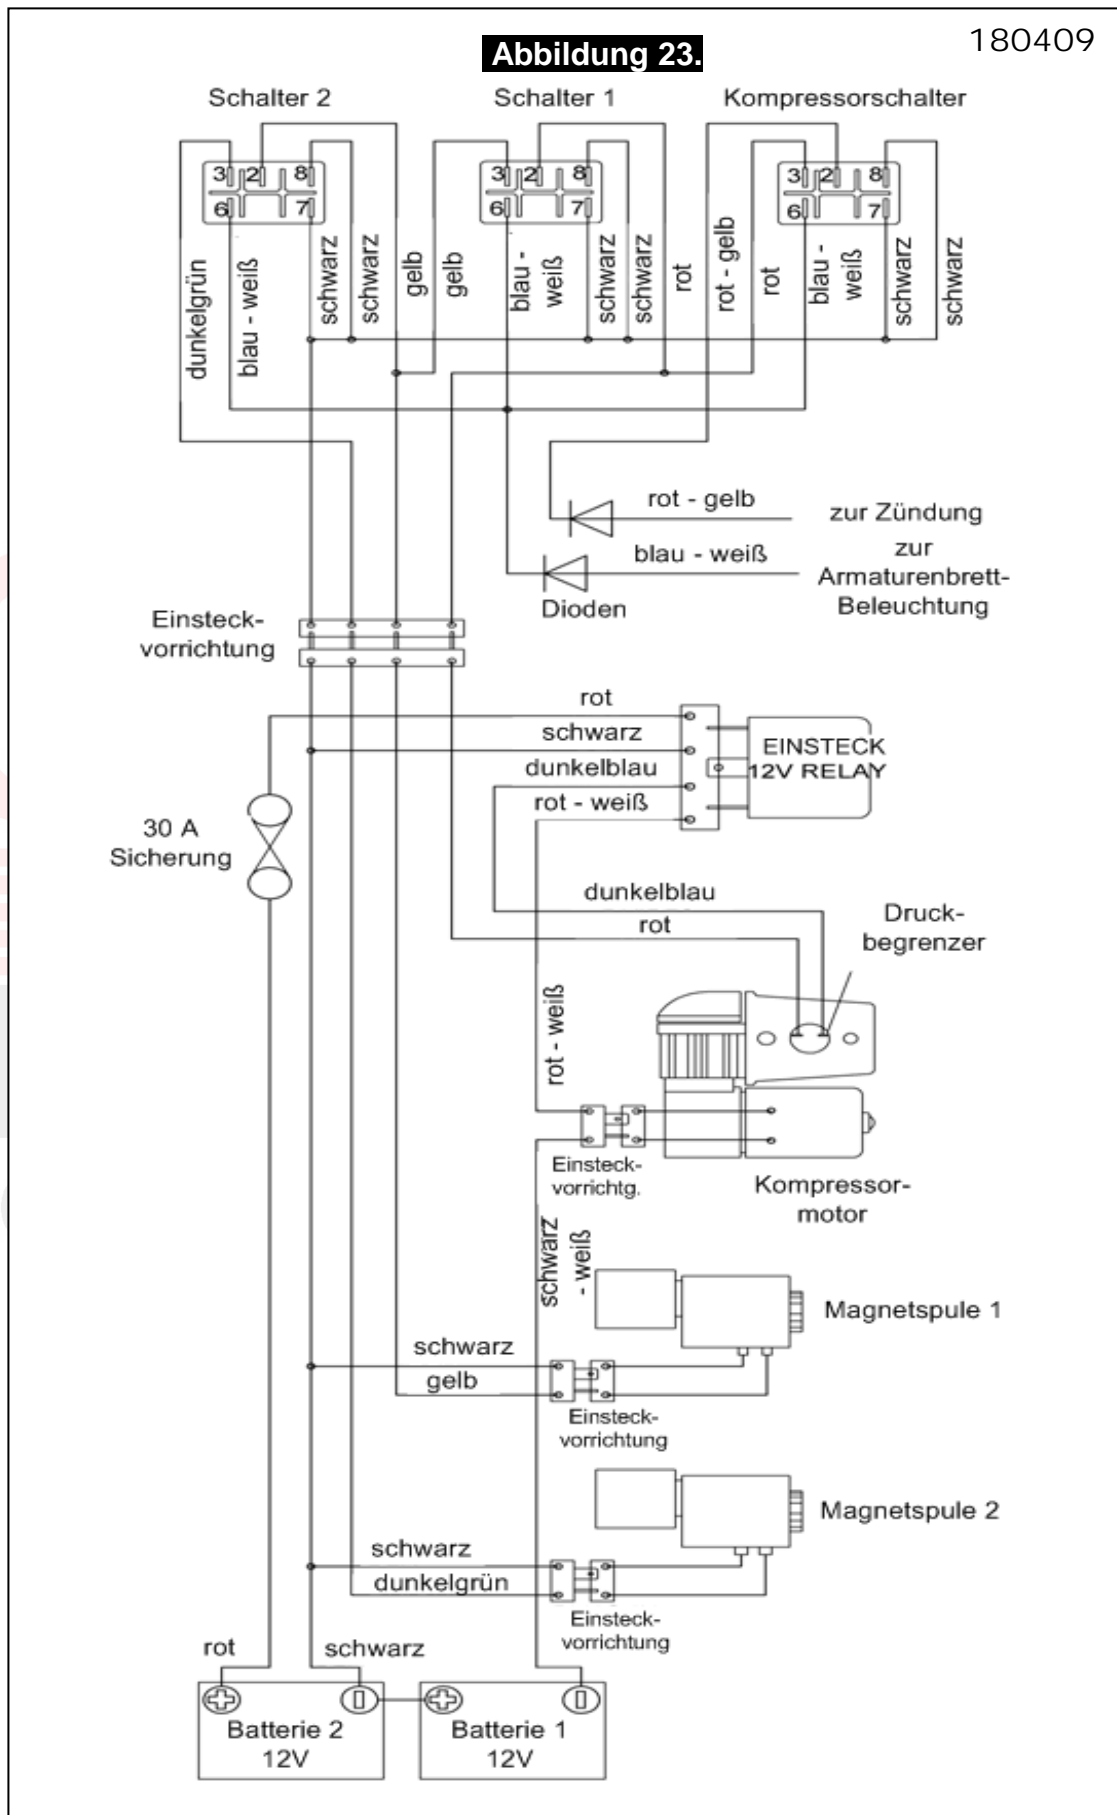 180409
Abbildung 23.
Schalter 2
Schalter 1
Kompressorschalter
3 2 8
6 7
3 2 8
6 7
3 2 8
6 7
dunkelgrün
blau - weiß
schwarz
schwarz
gelb
gelb
blau -
weiß
schwarz
schwarz
rot
rot - gelb
rot
blau -
weiß
schwarz
schwarz
rot - gelb
zur Zündung
blau - weiß
zur
Armaturenbrett-
Beleuchtung
Dioden
Einsteck-
vorrichtung
rot
schwarz
dunkelblau
rot - weiß
EINSTECK
12V RELAY
30 A
Sicherung
dunkelblau
rot
Druck-
begrenzer
rot - weiß
Einsteck-
vorrichtg.
Kompressor-
motor
schwarz
- weiß
Magnetspule 1
schwarz
gelb
Einsteck-
vorrichtung
Magnetspule 2
schwarz
dunkelgrün
Einsteck-
vorrichtung
rot
schwarz
Batterie 2
12V
Batterie 1
12V